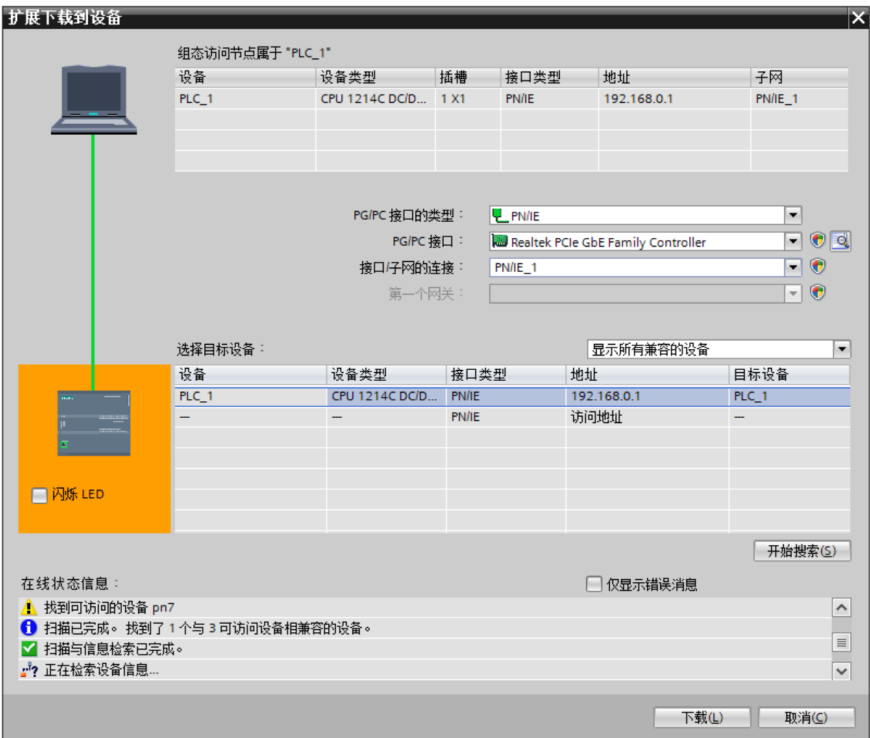 扩展下载到设备
组态访问节点属于 "PLC_1"
设备 设备类型 插槽 接口类型 地址 子网
PLC_1 CPU 1214C DC/D... 1 X1 PN/IE 192.168.0.1 PN/IE_1
PG/PC 接口的类型： PN/IE
PG/PC 接口： Realtek PCIe GbE Family Controller
接口/子网的连接： PN/IE_1
第一个网关：
选择目标设备： 显示所有兼容的设备
设备 设备类型 接口类型 地址 目标设备
PLC_1 CPU 1214C DC/D... PN/IE 192.168.0.1 PLC_1
— — PN/IE 访问地址 —
闪烁 LED
开始搜索(S)
在线状态信息： 仅显示错误消息
找到可访问的设备 pn7
扫描已完成。 找到了 1 个与 3 可访问设备相兼容的设备。
扫描与信息检索已完成。
正在检索设备信息...
下载(L) 取消(C)